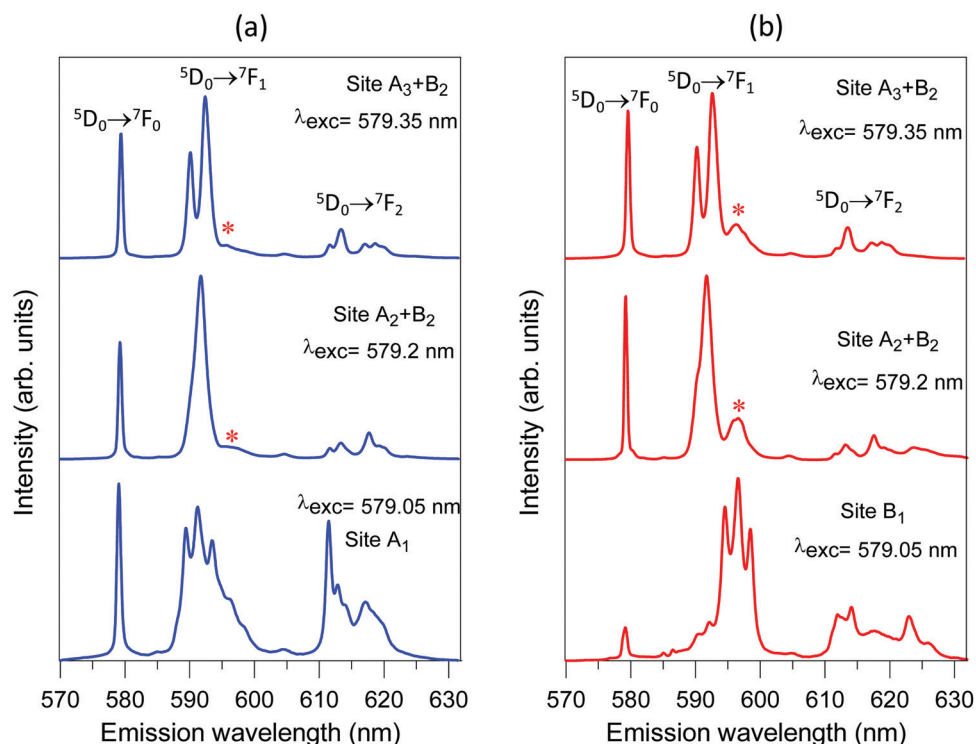 (a)
⁵D₀→⁷F₁
Site A₃+B₂
⁵D₀→⁷F₀
λexc= 579.35 nm
⁵D₀→⁷F₂
*
Site A₂+B₂
λexc= 579.2 nm
*
λexc= 579.05 nm
Site A₁
Intensity (arb. units)
570 580 590 600 610 620 630
Emission wavelength (nm)
(b)
⁵D₀→⁷F₁
Site A₃+B₂
⁵D₀→⁷F₀
λexc= 579.35 nm
⁵D₀→⁷F₂
*
Site A₂+B₂
λexc= 579.2 nm
*
Site B₁
λexc= 579.05 nm
Intensity (arb. units)
570 580 590 600 610 620 630
Emission wavelength (nm)